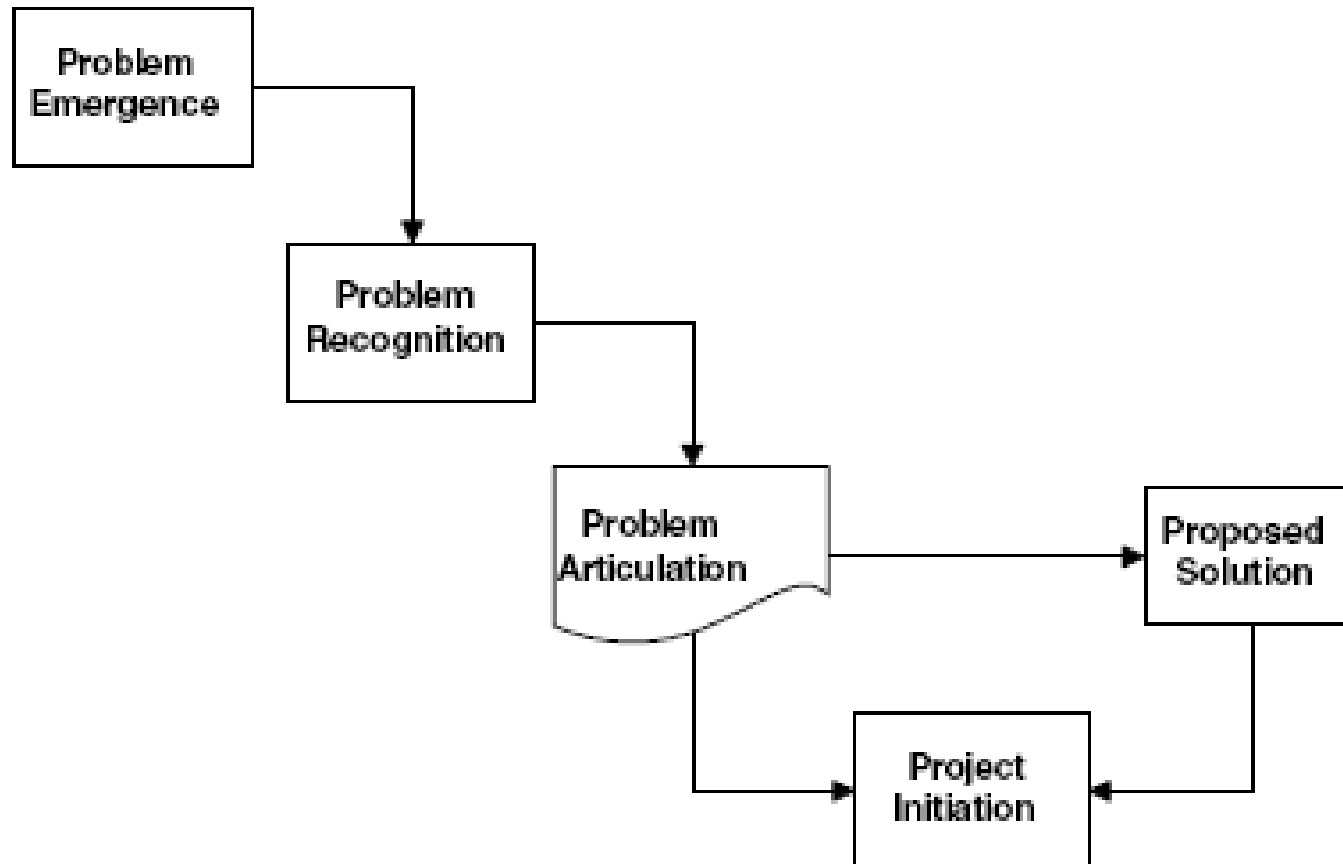 Problem
Emergence
Problem
Recognition
Problem
Articulation
Proposed
Solution
Project
Initiation